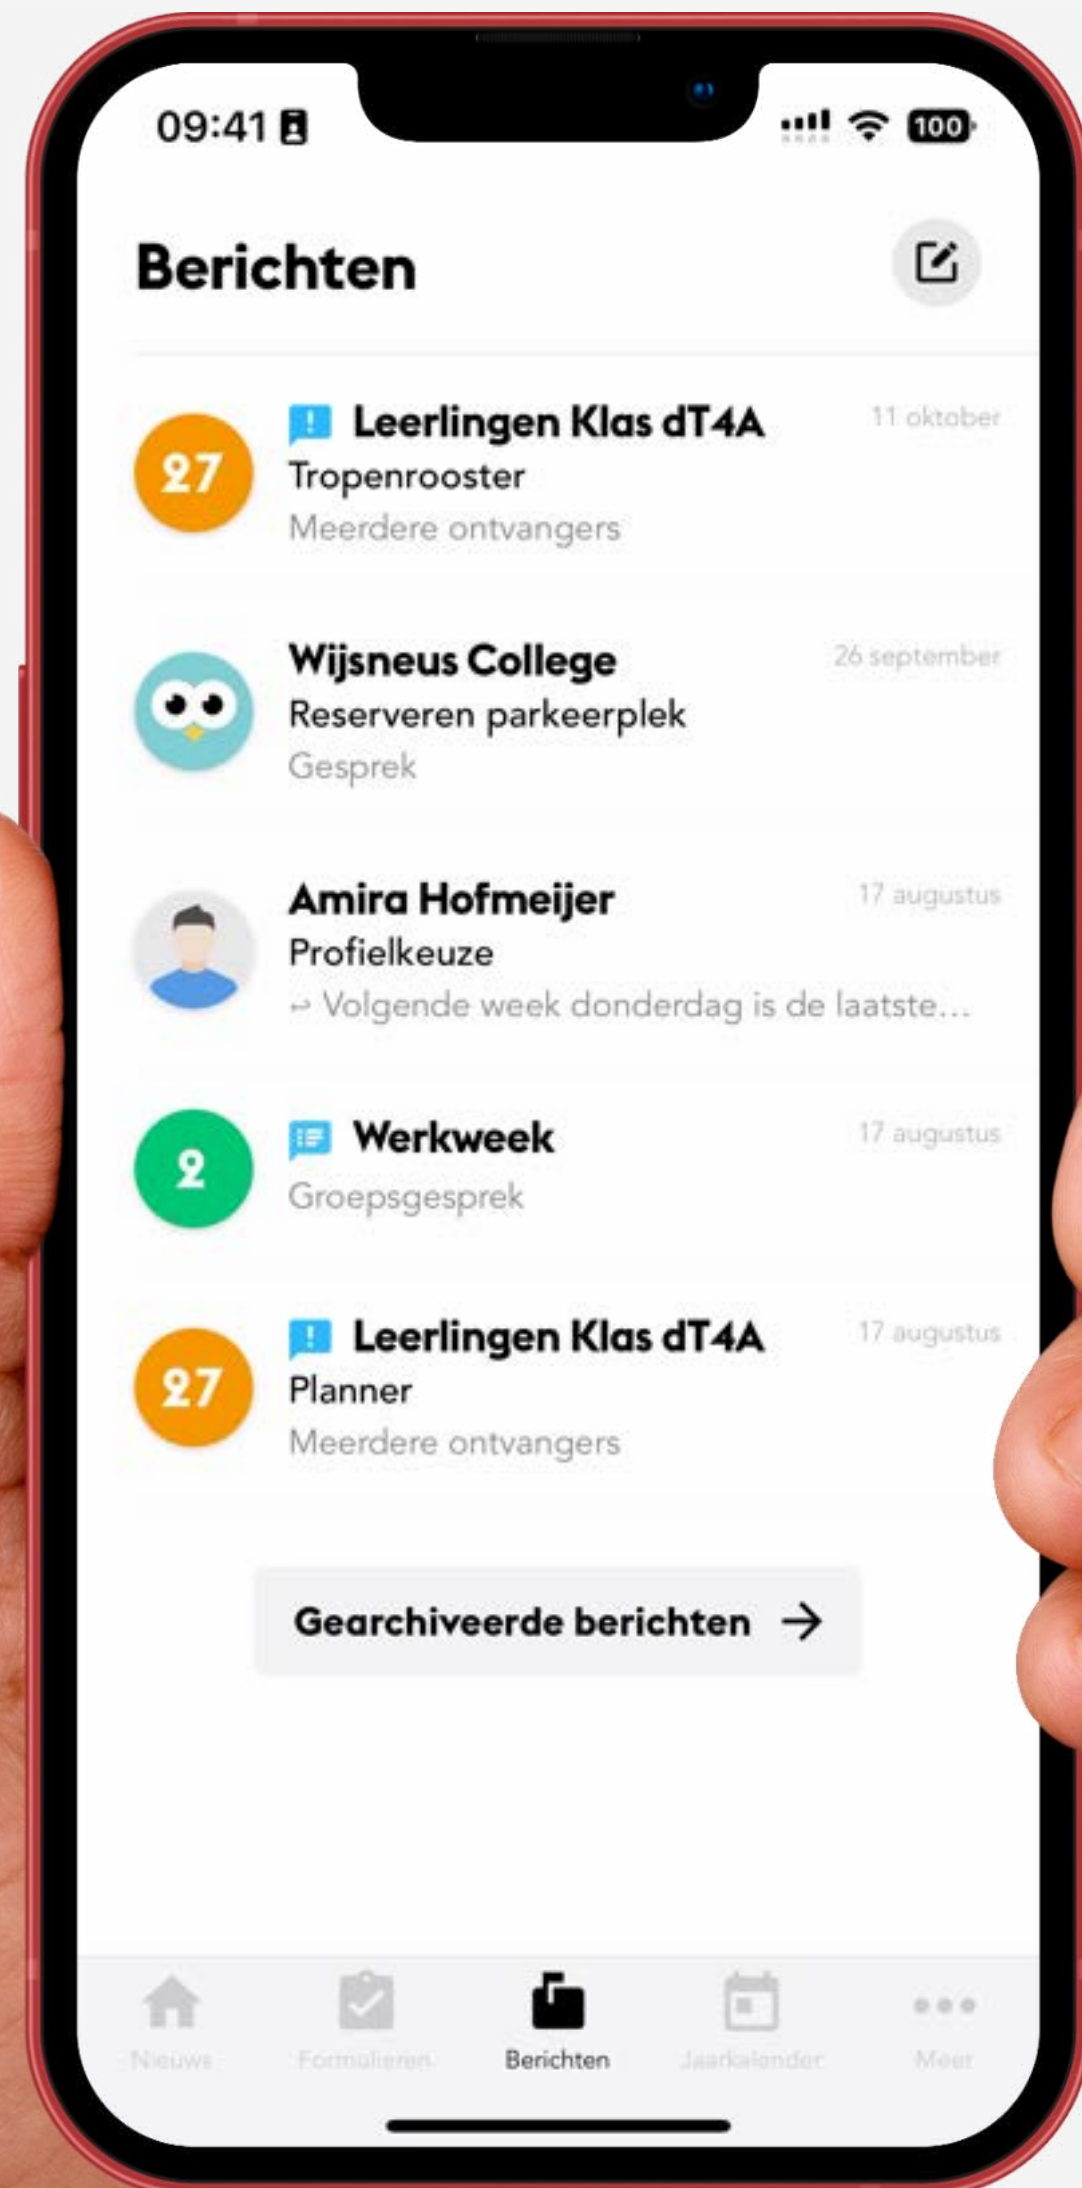 09:41
100
Berichten
27
Leerlingen Klas dT4A
11 oktober
Tropenrooster
Meerdere ontvangers
Wijsneus College
26 september
Reserveren parkeerplek
Gesprek
Amira Hofmeijer
17 augustus
Profielkeuze
Volgende week donderdag is de laatste...
2
Werkweek
17 augustus
Groepsgesprek
27
Leerlingen Klas dT4A
17 augustus
Planner
Meerdere ontvangers
Gearchiveerde berichten →
Nieuws
Formulieren
Berichten
Jaarkalender
Meer